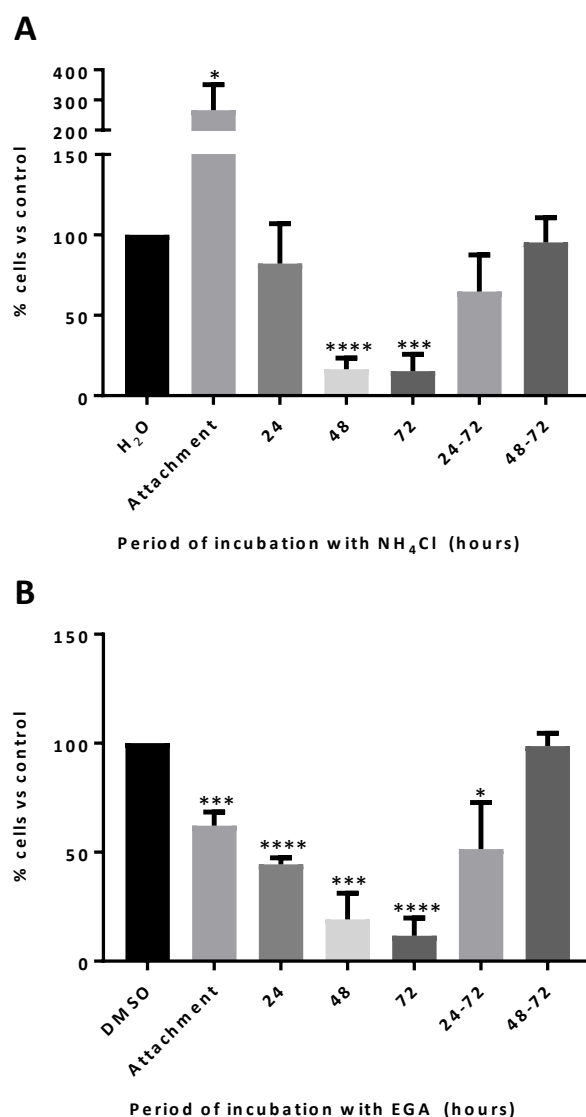 A
% cells vs control
400
300
200
150
100
50
0
*
**** ***
H₂O
Attachment
24
48
72
24-72
48-72
Period of incubation with NH₄Cl (hours)
B
% cells vs control
150
100
50
0
***
****
***
****
*
DMSO
Attachment
24
48
72
24-72
48-72
Period of incubation with EGA (hours)